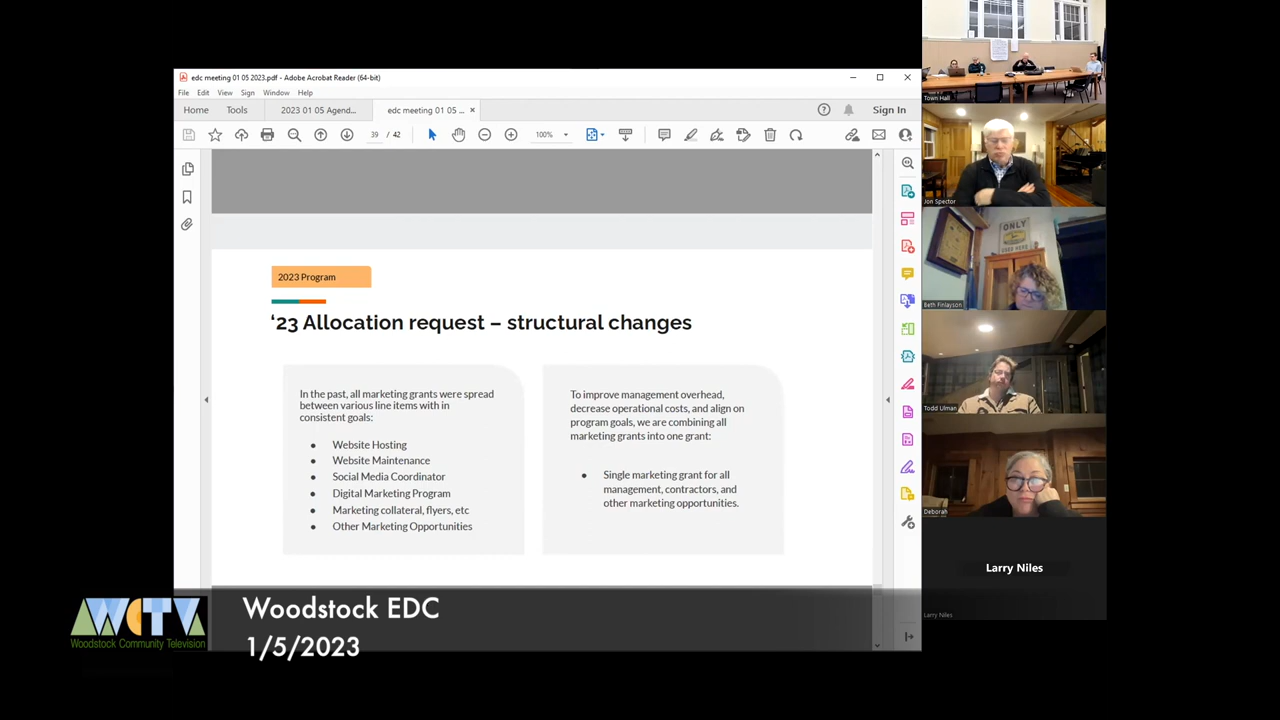 edc meeting 01 05 2023.pdf - Adobe Acrobat Reader (64-bit)
File Edit View Sign Window Help
Home Tools 2023 01 05 Agend... edc meeting 01 05 ... × Sign In
39 / 42 100%
2023 Program
‘23 Allocation request – structural changes
In the past, all marketing grants were spread
between various line items with in
consistent goals:
● Website Hosting
● Website Maintenance
● Social Media Coordinator
● Digital Marketing Program
● Marketing collateral, flyers, etc
● Other Marketing Opportunities
To improve management overhead,
decrease operational costs, and align on
program goals, we are combining all
marketing grants into one grant:
● Single marketing grant for all
management, contractors, and
other marketing opportunities.
Town Hall
Jon Spector
ONLY
Beth Finlayson
Todd Ulman
Deborah
Larry Niles
Larry Niles
WCTV
Woodstock Community Television
Woodstock EDC
1/5/2023